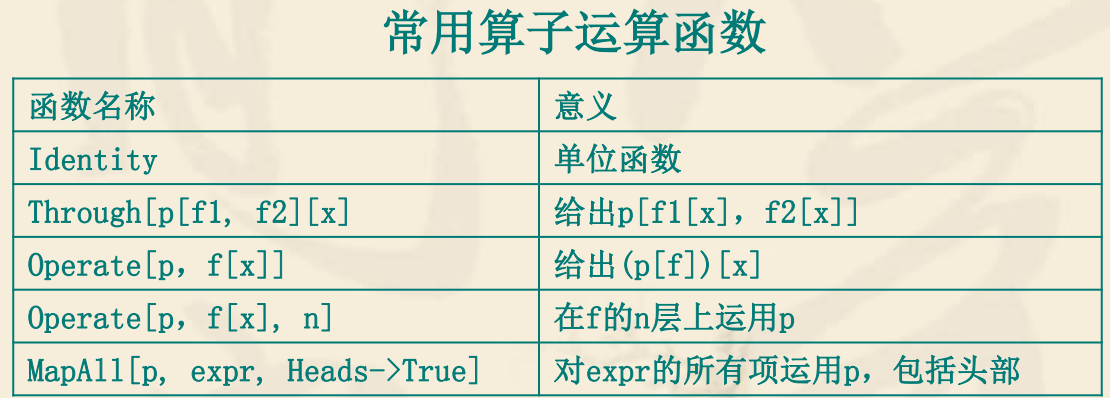 常用算子运算函数
函数名称 意义
Identity 单位函数
Through[p[f1, f2][x] 给出p[f1[x],f2[x]]
Operate[p,f[x]] 给出(p[f])[x]
Operate[p,f[x], n] 在f的n层上运用p
MapAll[p, expr, Heads->True] 对expr的所有项运用p,包括头部